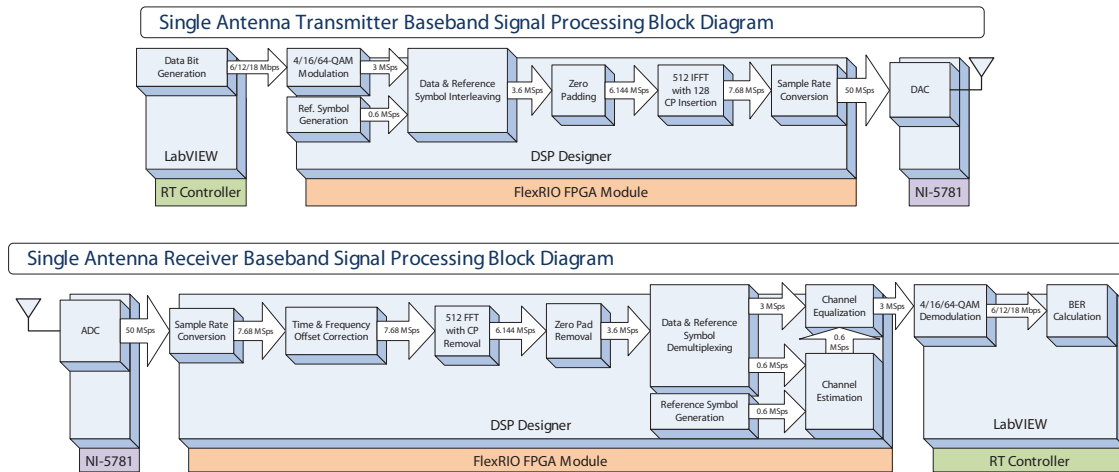 Single Antenna Transmitter Baseband Signal Processing Block Diagram
Data Bit
Generation
6/12/18 Mbps
4/16/64-QAM
Modulation
3 MSps
Ref. Symbol
Generation
0.6 MSps
Data & Reference
Symbol Interleaving
3.6 MSps
Zero
Padding
6.144 MSps
512 IFFT
with 128
CP Insertion
7.68 MSps
Sample Rate
Conversion
50 MSps
DAC
LabVIEW
DSP Designer
RT Controller
FlexRIO FPGA Module
NI-5781
Single Antenna Receiver Baseband Signal Processing Block Diagram
ADC
50 MSps
Sample Rate
Conversion
7.68 MSps
Time & Frequency
Offset Correction
7.68 MSps
512 FFT
with CP
Removal
6.144 MSps
Zero Pad
Removal
3.6 MSps
Data & Reference
Symbol
Demultiplexing
3 MSps
Channel
Equalization
3 MSps
4/16/64-QAM
Demodulation
6/12/18 Mbps
BER
Calculation
0.6
MSps
0.6 MSps
Channel
Estimation
Reference Symbol
Generation
0.6 MSps
DSP Designer
LabVIEW
NI-5781
FlexRIO FPGA Module
RT Controller